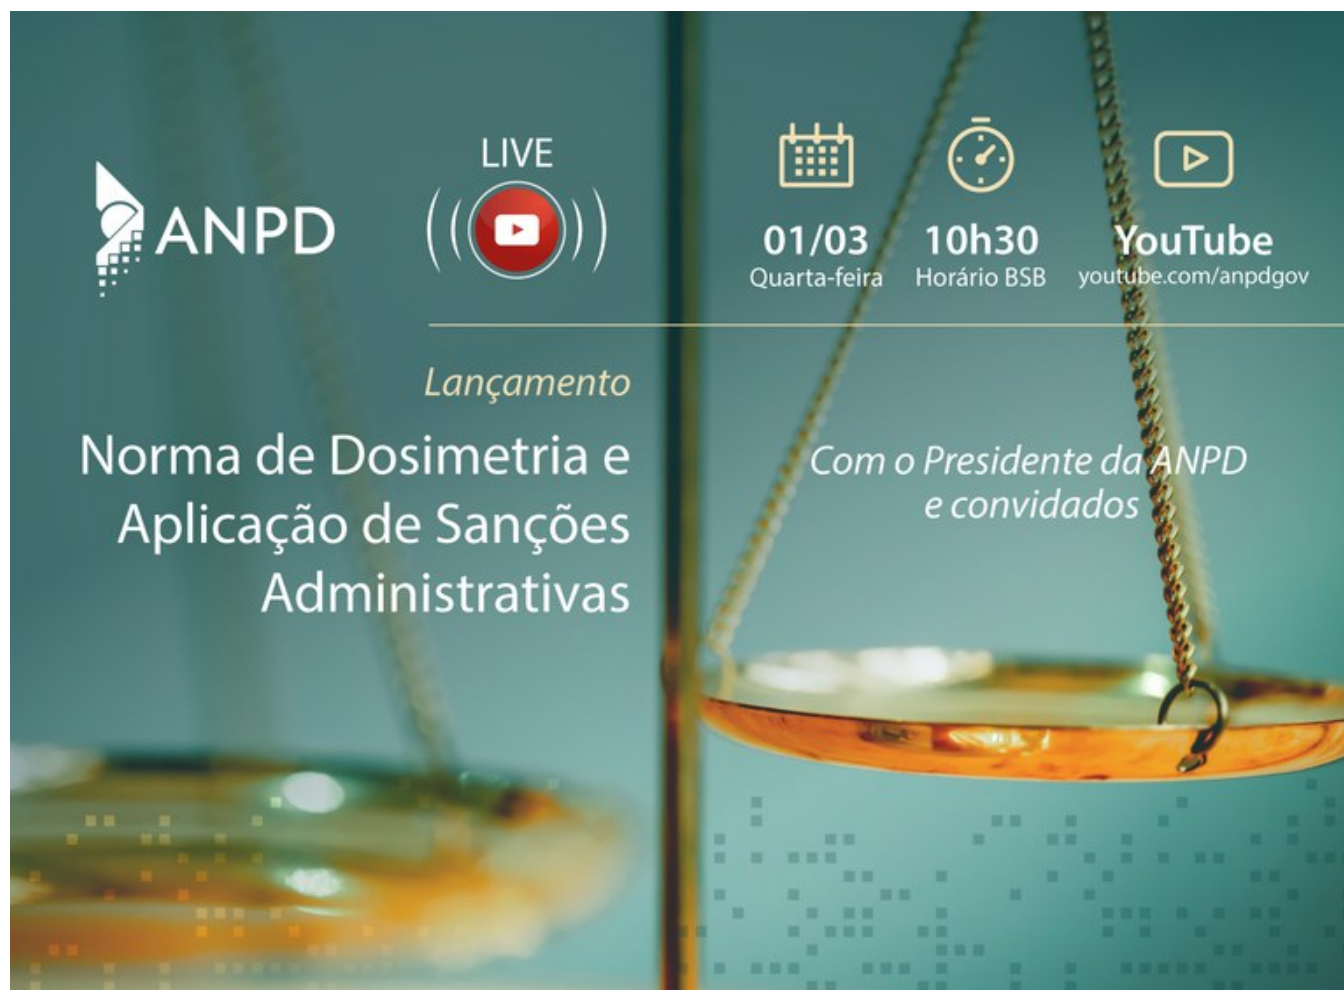 ANPD
LIVE
01/03
Quarta-feira
10h30
Horário BSB
YouTube
youtube.com/anpdgov
Lançamento
Norma de Dosimetria e
Aplicação de Sanções
Administrativas
Com o Presidente da ANPD
e convidados